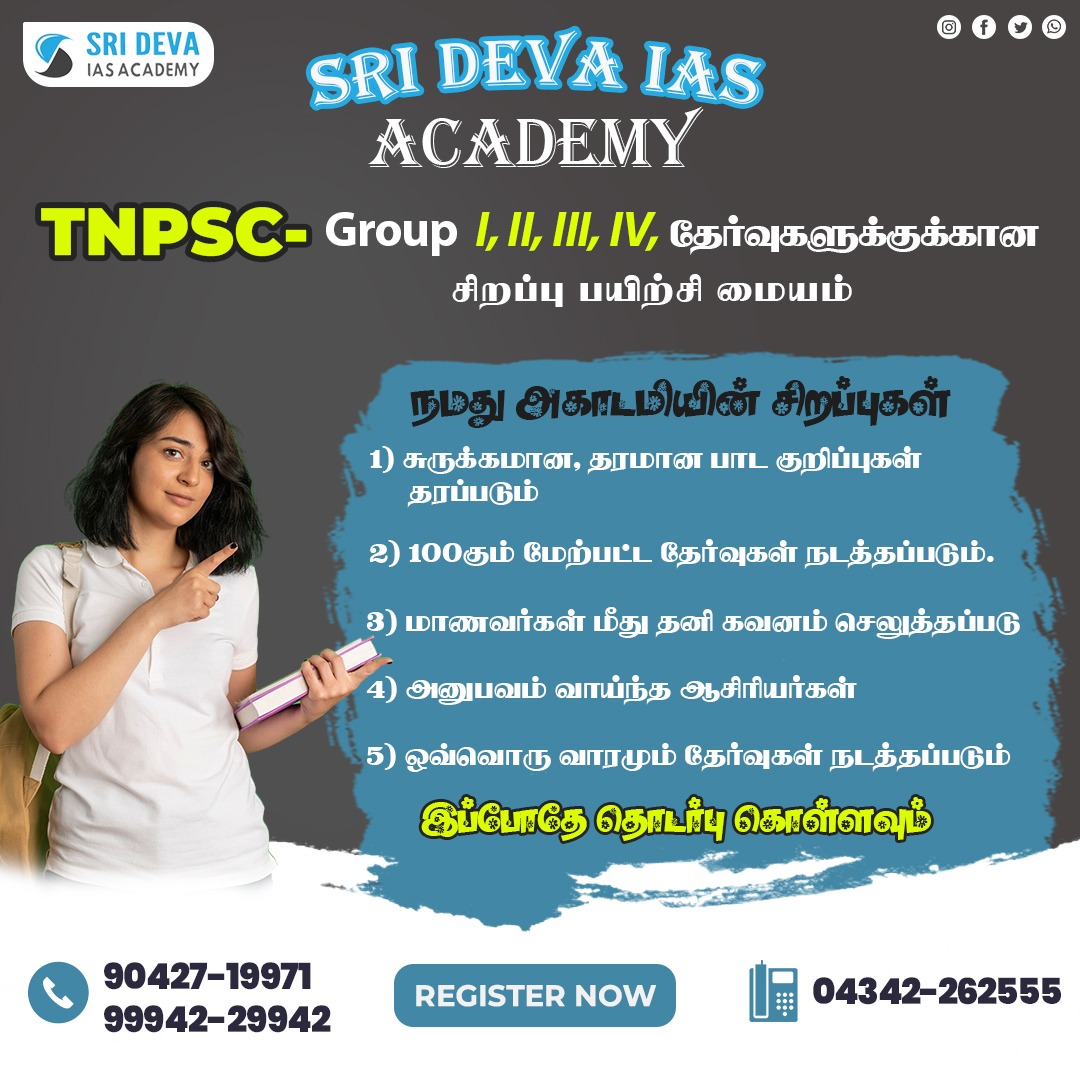 SRI DEVA
IAS ACADEMY
SRI DEVA IAS
ACADEMY
TNPSC- Group I, II, III, IV, தேர்வுகளுக்குக்கான
சிறப்பு பயிற்சி மையம்
நமது அகாடமியின் சிறப்புகள்
1) சுருக்கமான, தரமான பாட குறிப்புகள்
தரப்படும்
2) 100கும் மேற்பட்ட தேர்வுகள் நடத்தப்படும்.
3) மாணவர்கள் மீது தனி கவனம் செலுத்தப்படு
4) அனுபவம் வாய்ந்த ஆசிரியர்கள்
5) ஒவ்வொரு வாரமும் தேர்வுகள் நடத்தப்படும்
இப்போதே தொடர்பு கொள்ளவும்
90427-19971
99942-29942
REGISTER NOW
04342-262555